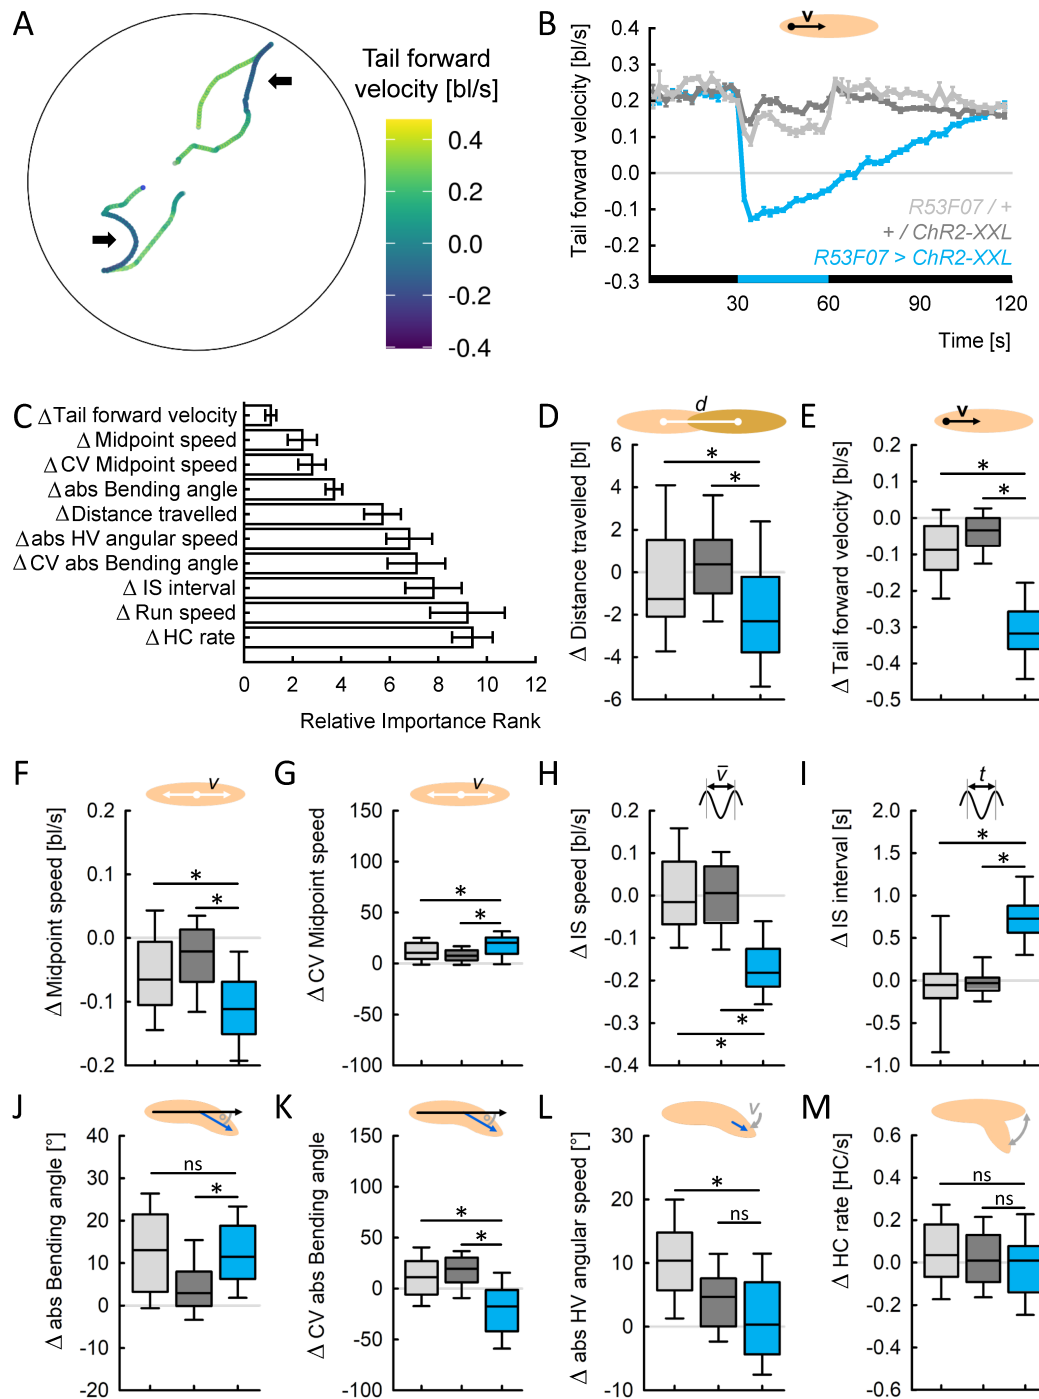 A
Tail forward
velocity [bl/s]
0.4
0.2
0.0
-0.2
-0.4
B
v
Tail forward velocity [bl/s]
0.4
0.3
0.2
0.1
0.0
-0.1
-0.2
-0.3
R53F07 / +
+ / ChR2-XXL
R53F07 > ChR2-XXL
30
60
90
120
Time [s]
C
Δ Tail forward velocity
Δ Midpoint speed
Δ CV Midpoint speed
Δ abs Bending angle
Δ Distance travelled
Δ abs HV angular speed
Δ CV abs Bending angle
Δ IS interval
Δ Run speed
Δ HC rate
0 2 4 6 8 10 12
Relative Importance Rank
D
d
Δ Distance travelled [bl]
6
4
2
0
-2
-4
-6
*
*
E
v
Δ Tail forward velocity [bl/s]
0.2
0.1
0.0
-0.1
-0.2
-0.3
-0.4
-0.5
*
*
F
v
Δ Midpoint speed [bl/s]
0.2
0.1
0.0
-0.1
-0.2
*
*
G
v
Δ CV Midpoint speed
150
100
50
0
-50
-100
*
*
H
v̅
Δ IS speed [bl/s]
0.2
0.1
0.0
-0.1
-0.2
-0.3
-0.4
*
*
I
t
Δ IS interval [s]
2.0
1.5
1.0
0.5
0.0
-0.5
-1.0
*
*
J
Δ abs Bending angle [°]
40
30
20
10
0
-10
-20
ns
*
K
Δ CV abs Bending angle
150
100
50
0
-50
-100
*
*
L
v
Δ abs HV angular speed [°]
30
20
10
0
-10
*
ns
M
Δ HC rate [HC/s]
0.6
0.4
0.2
0.0
-0.2
-0.4
-0.6
ns
ns